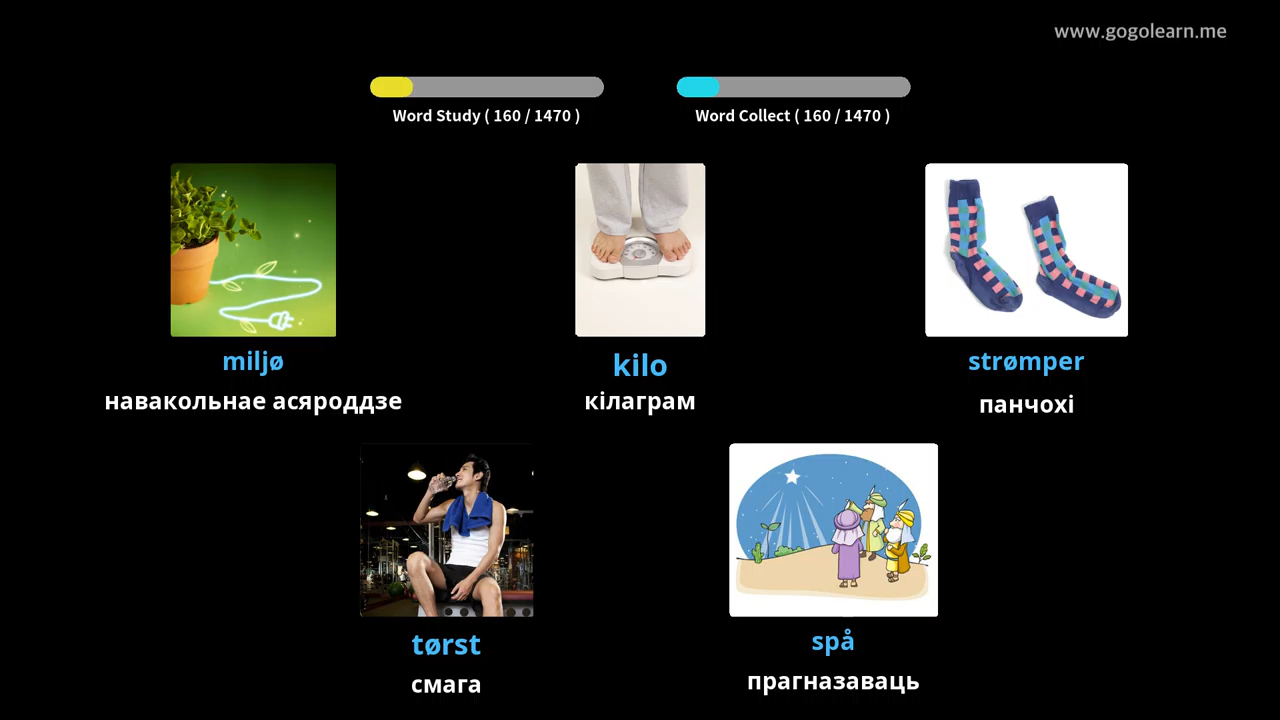 www.gogolearn.me
Word Study ( 160 / 1470 )
Word Collect ( 160 / 1470 )
miljø
навакольнае асяроддзе
kilo
кілаграм
strømper
панчохі
tørst
смага
spå
прагназаваць